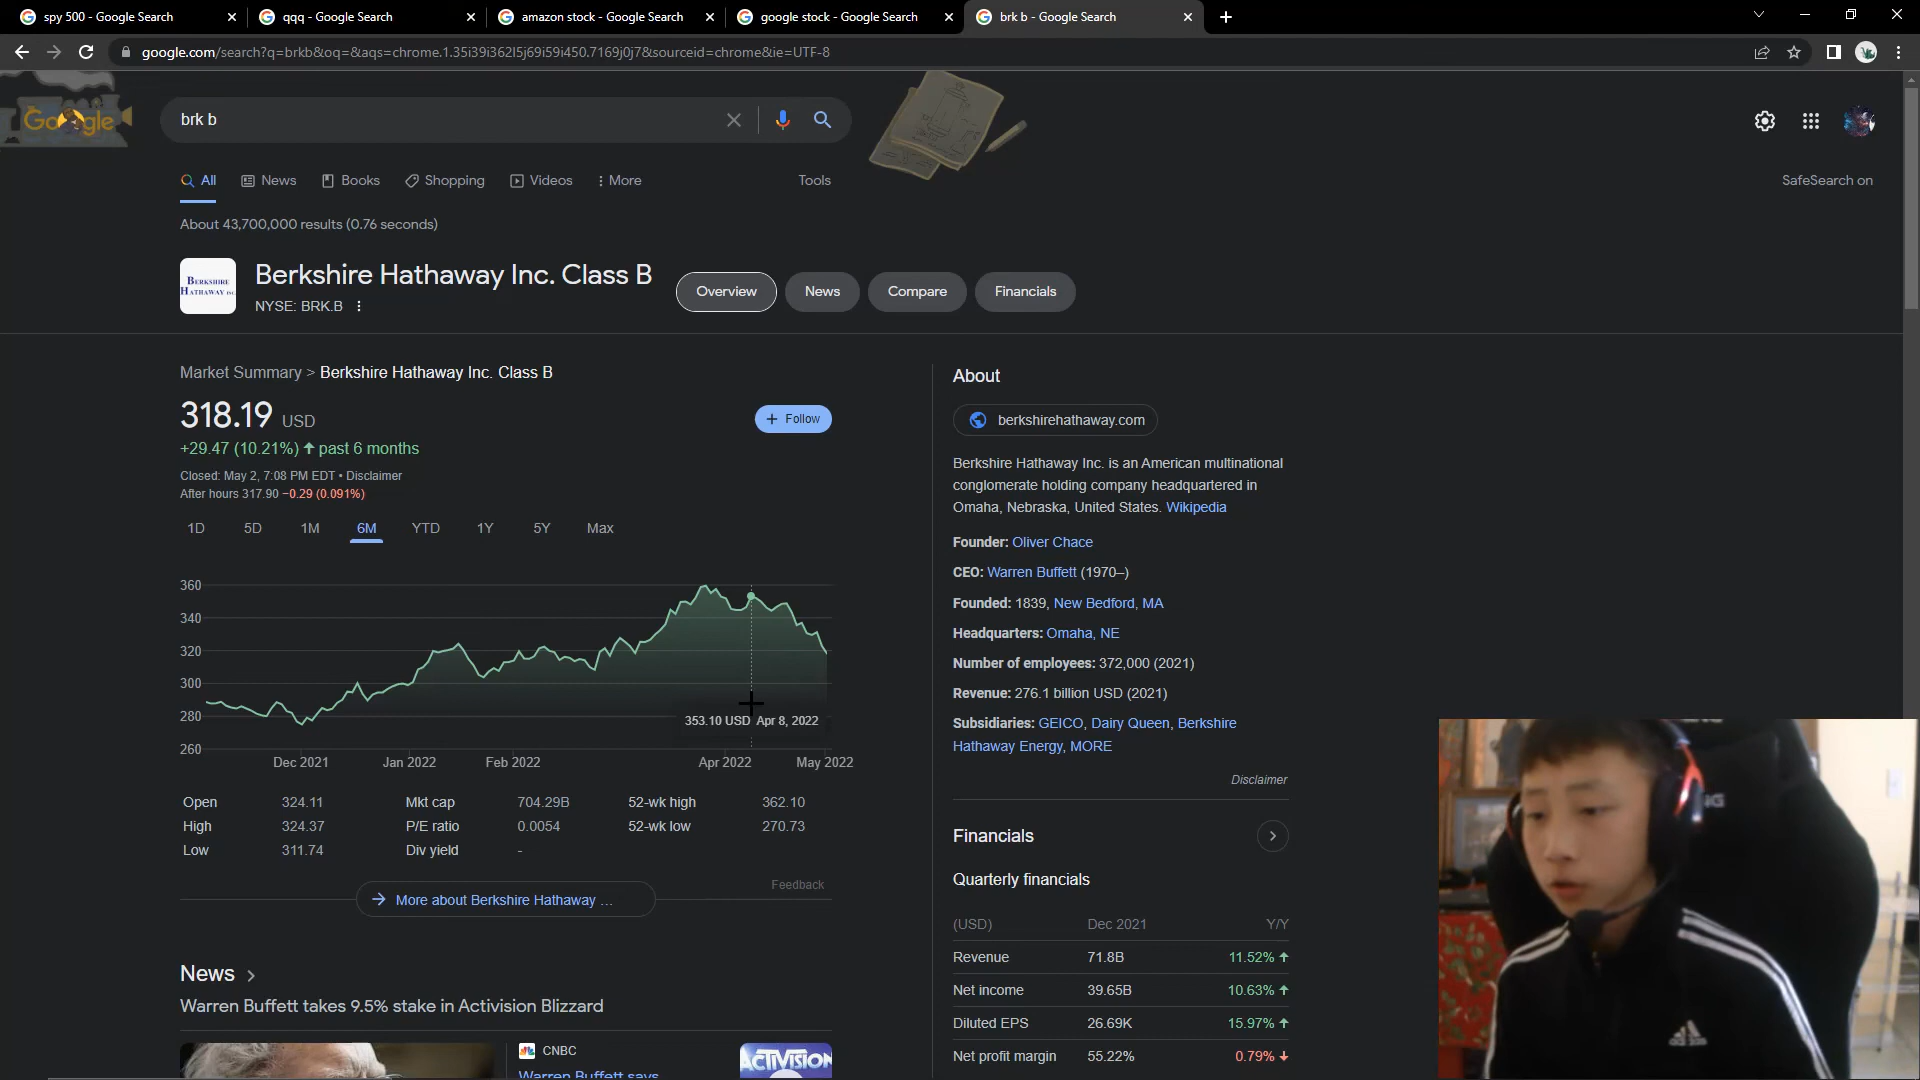 spy 500 - Google Search
qqq - Google Search
amazon stock - Google Search
google stock - Google Search
brk b - Google Search
google.com/search?q=brkb&oq=&aqs=chrome.1.35i39i362l5j69i59i450.7169j0j7&sourceid=chrome&ie=UTF-8
Google
brk b
All
News
Books
Shopping
Videos
More
Tools
SafeSearch on
About 43,700,000 results (0.76 seconds)
BERKSHIRE
HATHAWAY INC.
Berkshire Hathaway Inc. Class B
NYSE: BRK.B
Overview
News
Compare
Financials
Market Summary > Berkshire Hathaway Inc. Class B
318.19 USD
+ Follow
+29.47 (10.21%) ↑ past 6 months
Closed: May 2, 7:08 PM EDT • Disclaimer
After hours 317.90 −0.29 (0.091%)
1D 5D 1M 6M YTD 1Y 5Y Max
360
340
320
300
280
260
353.10 USD Apr 8, 2022
Dec 2021 Jan 2022 Feb 2022 Apr 2022 May 2022
Open 324.11 Mkt cap 704.29B 52-wk high 362.10
High 324.37 P/E ratio 0.0054 52-wk low 270.73
Low 311.74 Div yield -
Feedback
More about Berkshire Hathaway …
News
Warren Buffett takes 9.5% stake in Activision Blizzard
CNBC
Warren Buffett says
ACTIVISION
About
berkshirehathaway.com
Berkshire Hathaway Inc. is an American multinational
conglomerate holding company headquartered in
Omaha, Nebraska, United States. Wikipedia
Founder: Oliver Chace
CEO: Warren Buffett (1970–)
Founded: 1839, New Bedford, MA
Headquarters: Omaha, NE
Number of employees: 372,000 (2021)
Revenue: 276.1 billion USD (2021)
Subsidiaries: GEICO, Dairy Queen, Berkshire
Hathaway Energy, MORE
Disclaimer
Financials
Quarterly financials
(USD) Dec 2021 Y/Y
Revenue 71.8B 11.52% ↑
Net income 39.65B 10.63% ↑
Diluted EPS 26.69K 15.97% ↑
Net profit margin 55.22% 0.79% ↓